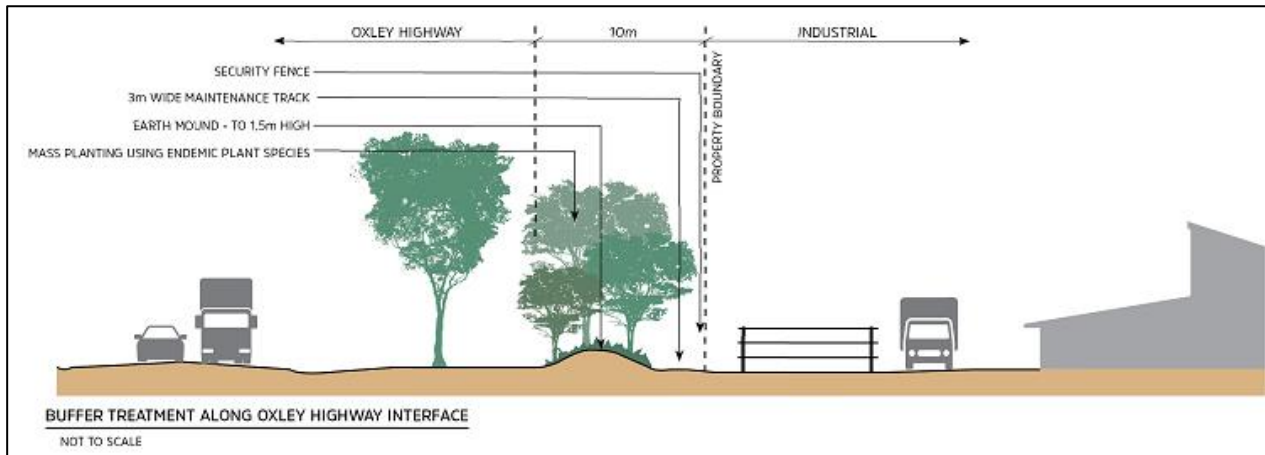 OXLEY HIGHWAY
10m
INDUSTRIAL
SECURITY FENCE
3m WIDE MAINTENANCE TRACK
EARTH MOUND - TO 1.5m HIGH
MASS PLANTING USING ENDEMIC PLANT SPECIES
PROPERTY BOUNDARY
BUFFER TREATMENT ALONG OXLEY HIGHWAY INTERFACE
NOT TO SCALE